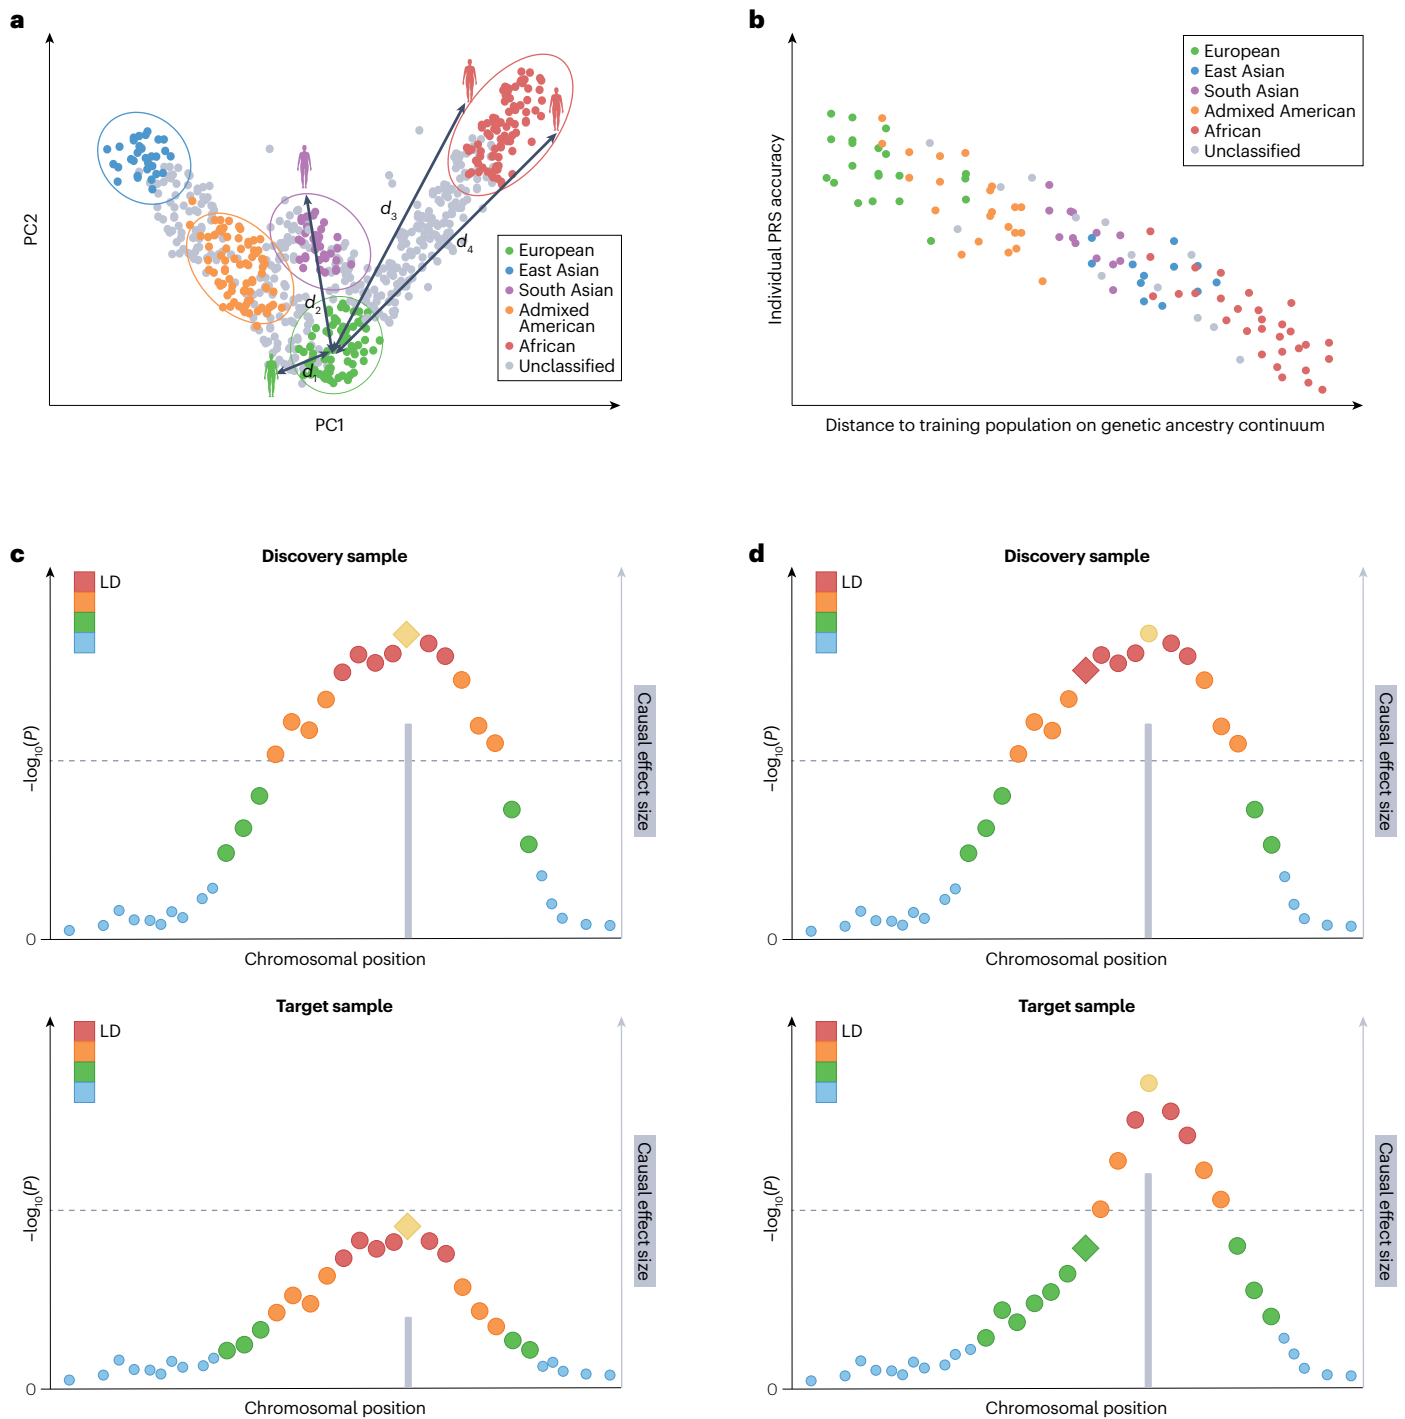 a
PC2
PC1
d1
d2
d3
d4
European
East Asian
South Asian
Admixed
American
African
Unclassified
b
Individual PRS accuracy
Distance to training population on genetic ancestry continuum
European
East Asian
South Asian
Admixed American
African
Unclassified
c
Discovery sample
LD
–log10(P)
0
Causal effect size
Chromosomal position
Target sample
LD
–log10(P)
0
Causal effect size
Chromosomal position
d
Discovery sample
LD
–log10(P)
0
Causal effect size
Chromosomal position
Target sample
LD
–log10(P)
0
Causal effect size
Chromosomal position